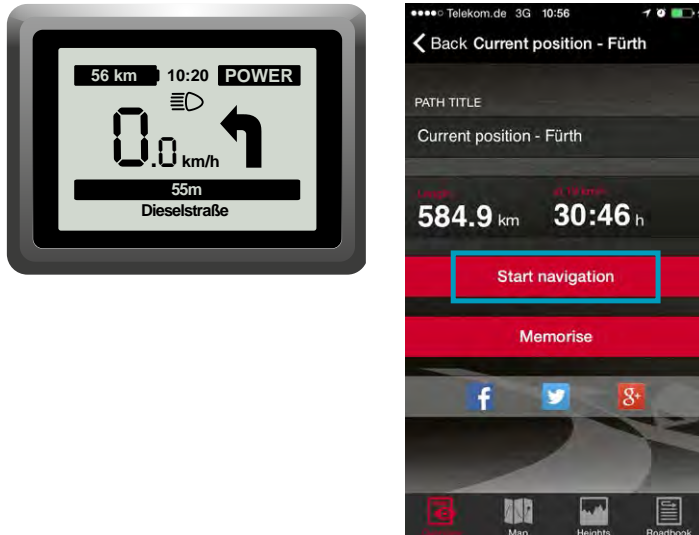 56 km 10:20 POWER
0.0 km/h
55m
Dieselstraße
Telekom.de 3G 10:56
Back Current position - Fürth
PATH TITLE
Current position - Fürth
584.9 km 30:46 h
Start navigation
Memorise
f 8+
Map Heights Roadbook